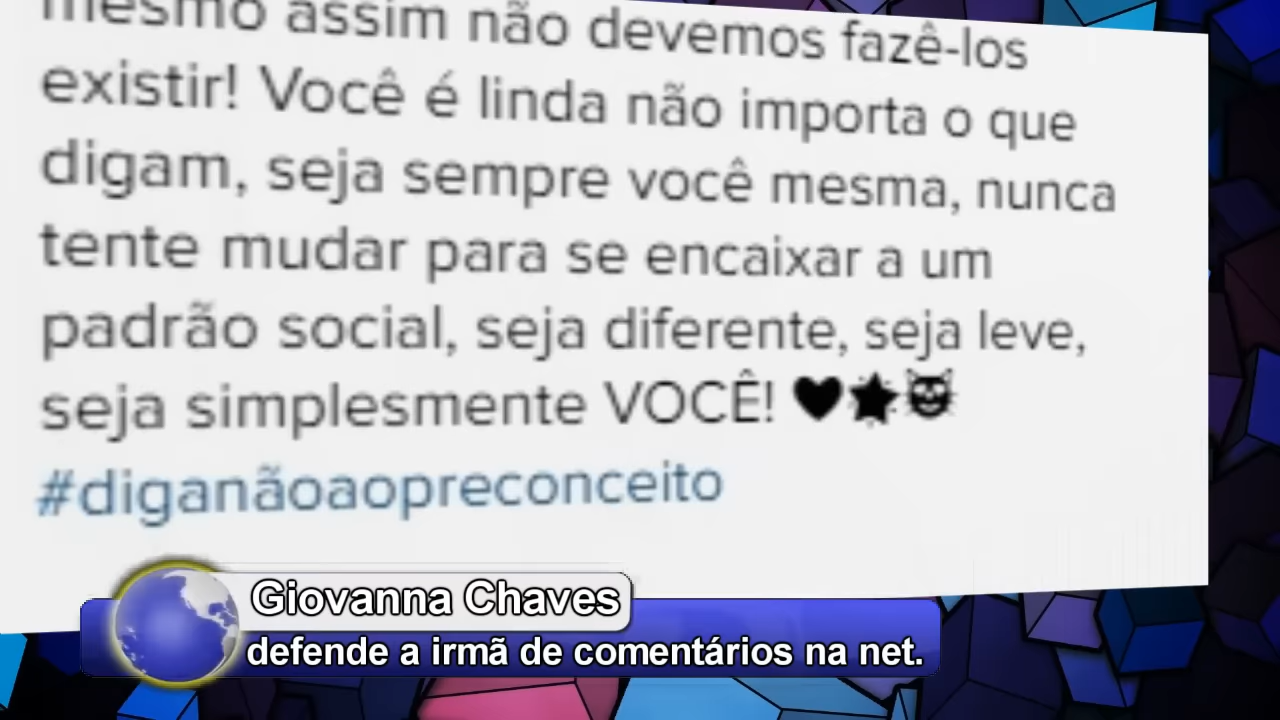 mesmo assim não devemos fazê-los
existir! Você é linda não importa o que
digam, seja sempre você mesma, nunca
tente mudar para se encaixar a um
padrão social, seja diferente, seja leve,
seja simplesmente VOCÊ! ♥★😈
#diganãoaopreconceito
Giovanna Chaves
defende a irmã de comentários na net.